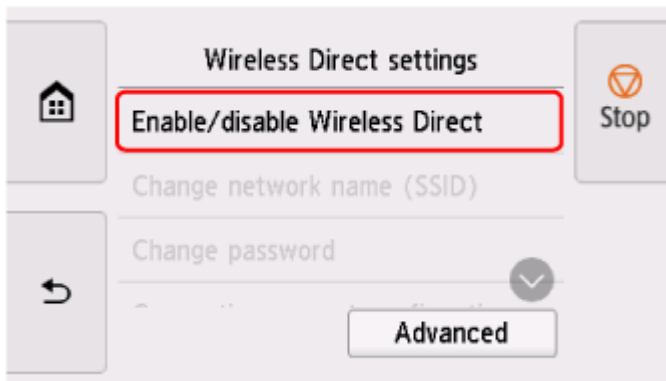 Wireless Direct settings
Enable/disable Wireless Direct
Stop
Change network name (SSID)
Change password
Advanced